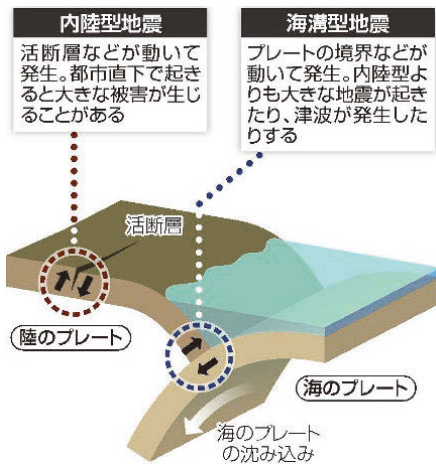 内陸型地震
活断層などが動いて
発生。都市直下で起き
ると大きな被害が生じ
ることがある
海溝型地震
プレートの境界などが
動いて発生。内陸型
よりも大きな地震が起き
たり、津波が発生した
りする
活断層
陸のプレート
海のプレート
海のプレート
の沈み込み